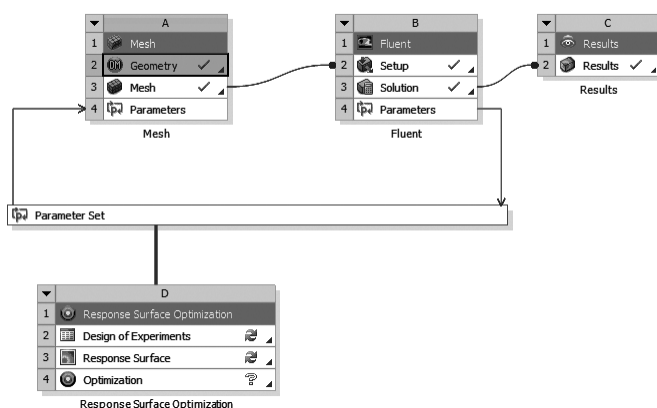 A
1 Mesh
2 Geometry
3 Mesh
4 Parameters
Mesh
B
1 Fluent
2 Setup
3 Solution
4 Parameters
Fluent
C
1 Results
2 Results
Results
Parameter Set
D
1 Response Surface Optimization
2 Design of Experiments
3 Response Surface
4 Optimization
Response Surface Optimization